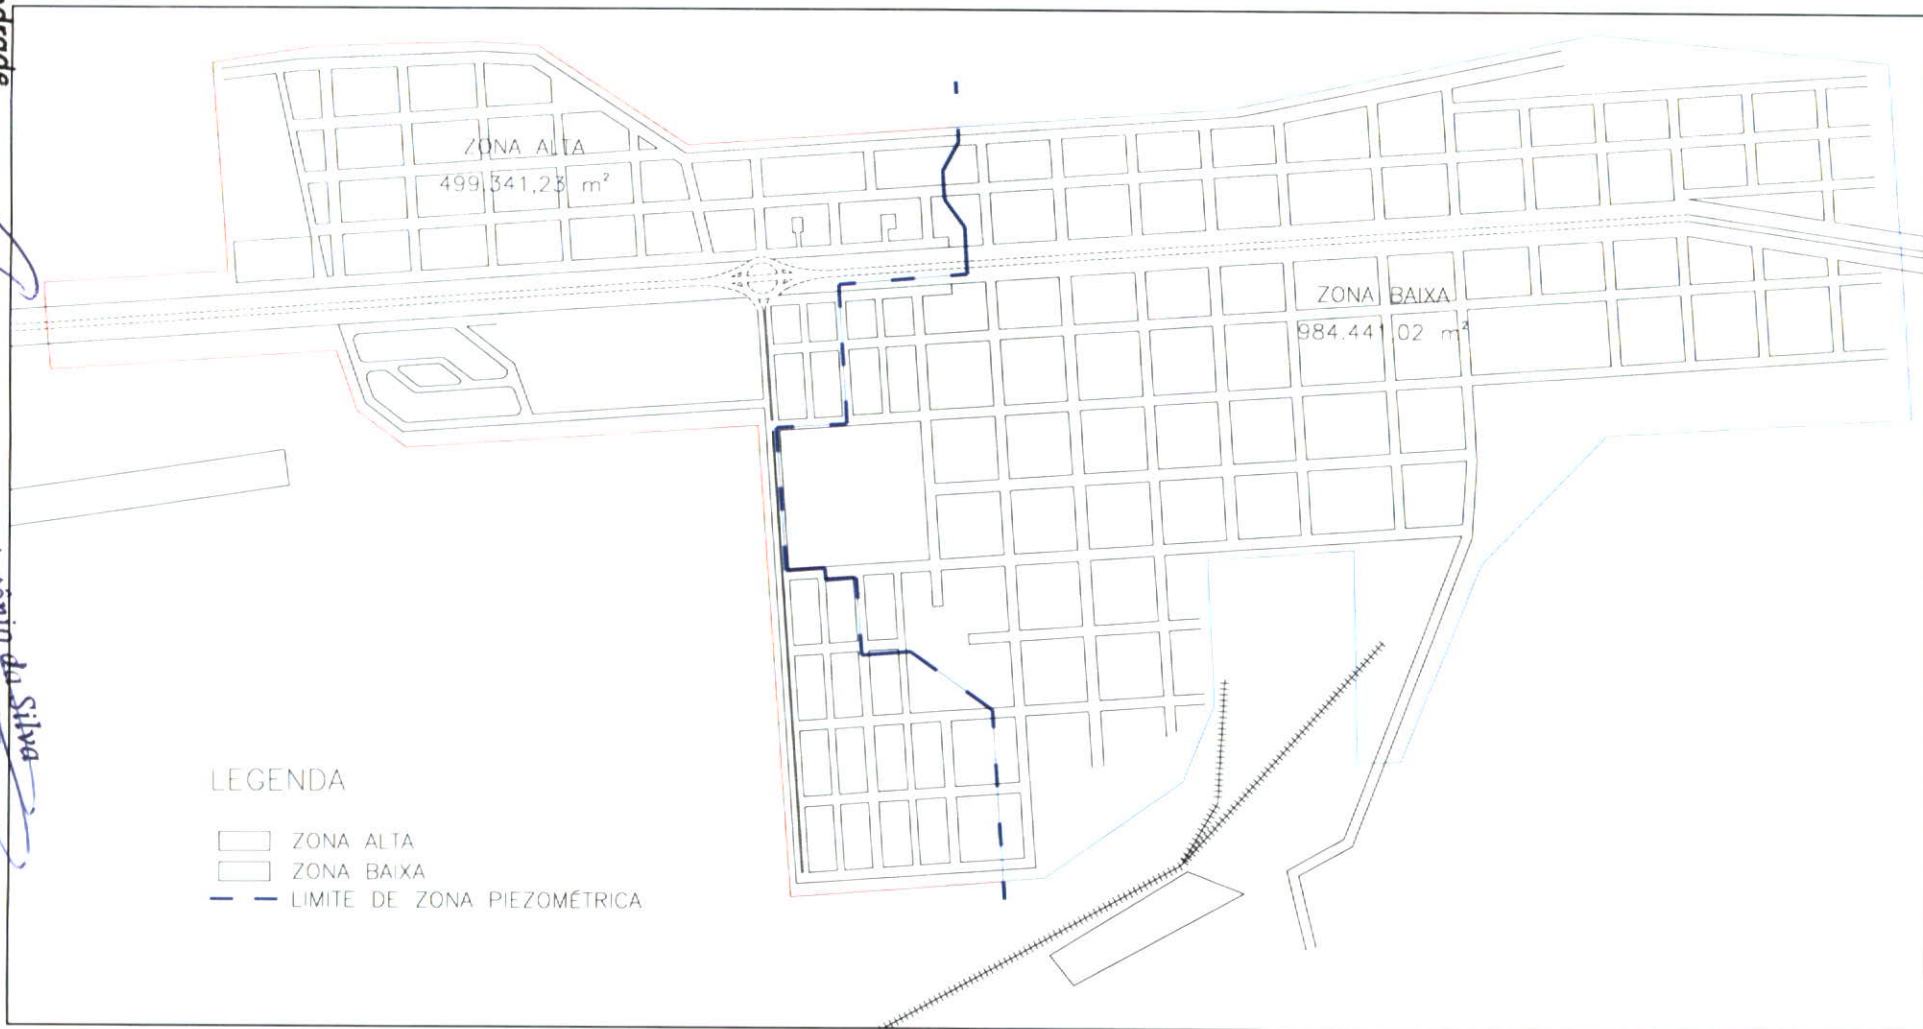 ZONA ALTA
499.341,23 m²
ZONA BAIXA
984.441,02 m²
LEGENDA
ZONA ALTA
ZONA BAIXA
LIMITE DE ZONA PIEZOMÉTRICA
da Silva